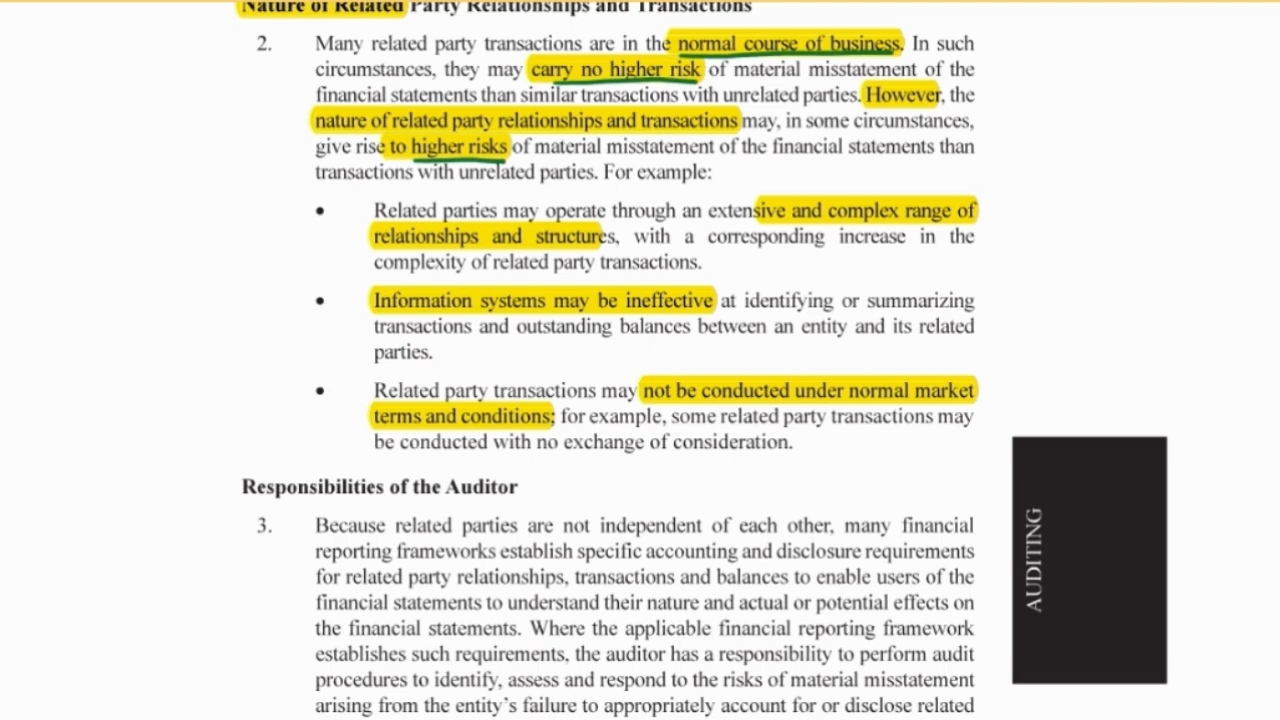 Nature of Related Party Relationships and Transactions
2. Many related party transactions are in the normal course of business. In such
circumstances, they may carry no higher risk of material misstatement of the
financial statements than similar transactions with unrelated parties. However, the
nature of related party relationships and transactions may, in some circumstances,
give rise to higher risks of material misstatement of the financial statements than
transactions with unrelated parties. For example:
• Related parties may operate through an extensive and complex range of
relationships and structures, with a corresponding increase in the
complexity of related party transactions.
• Information systems may be ineffective at identifying or summarizing
transactions and outstanding balances between an entity and its related
parties.
• Related party transactions may not be conducted under normal market
terms and conditions; for example, some related party transactions may
be conducted with no exchange of consideration.
Responsibilities of the Auditor
3. Because related parties are not independent of each other, many financial
reporting frameworks establish specific accounting and disclosure requirements
for related party relationships, transactions and balances to enable users of the
financial statements to understand their nature and actual or potential effects on
the financial statements. Where the applicable financial reporting framework
establishes such requirements, the auditor has a responsibility to perform audit
procedures to identify, assess and respond to the risks of material misstatement
arising from the entity's failure to appropriately account for or disclose related
AUDITING